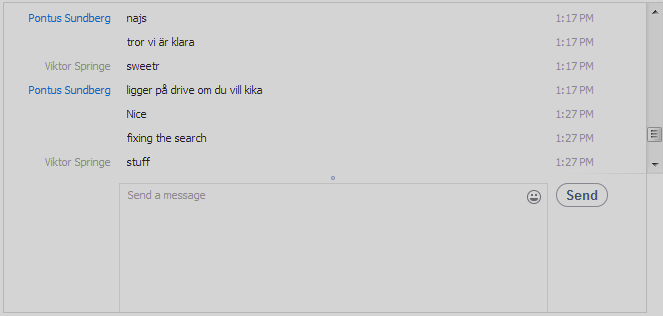 Pontus Sundberg najs 1:17 PM
tror vi är klara 1:17 PM
Viktor Springe sweetr 1:17 PM
Pontus Sundberg ligger på drive om du vill kika 1:17 PM
Nice 1:27 PM
fixing the search 1:27 PM
Viktor Springe stuff 1:27 PM
Send a message Send